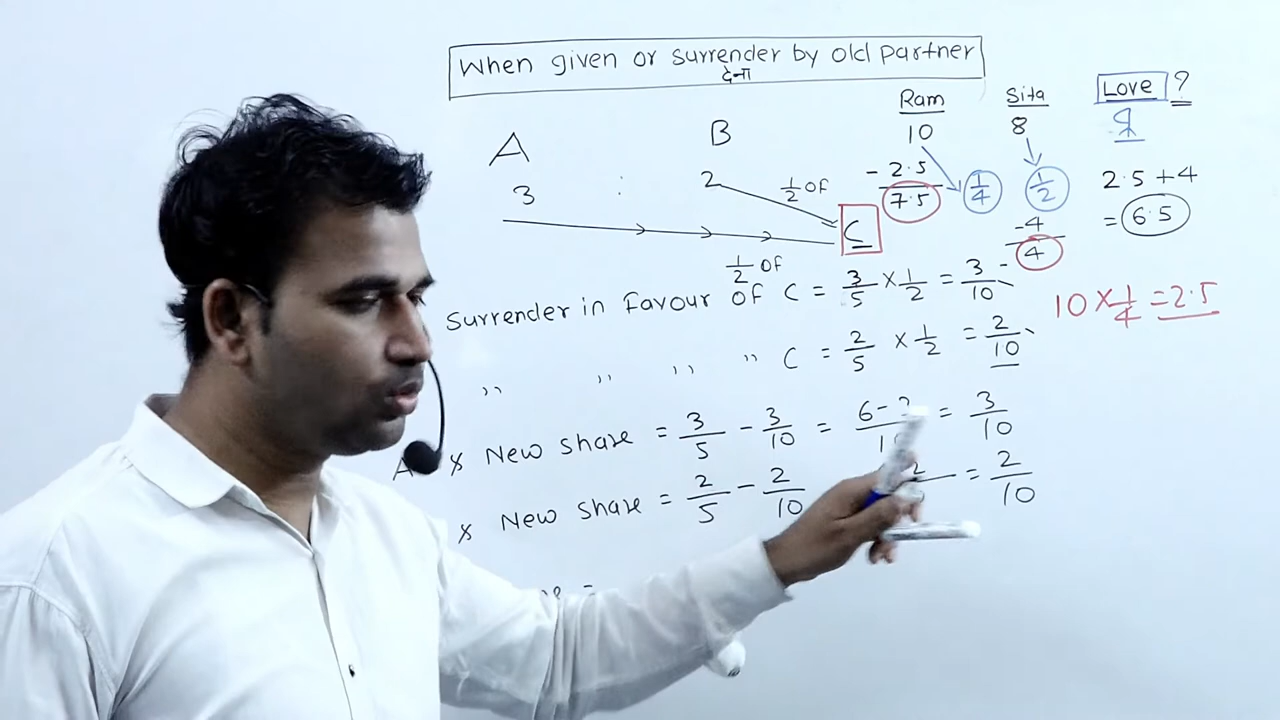 When given or surrender by old partner
देना
Ram Sita Love ?
10 8
A B
3 : 2
1/2 of
- 2.5
7.5
1/4
1/2
-4
4
2.5 + 4
= 6.5
C
1/2 of
Surrender in Favour of C = 3/5 × 1/2 = 3/10
10 × 1/4 = 2.5
,, ,, ,, ,, C = 2/5 × 1/2 = 2/10
A New share = 3/5 - 3/10 = 6 - = 3/10
New share = 2/5 - 2/10 = 2/10
=